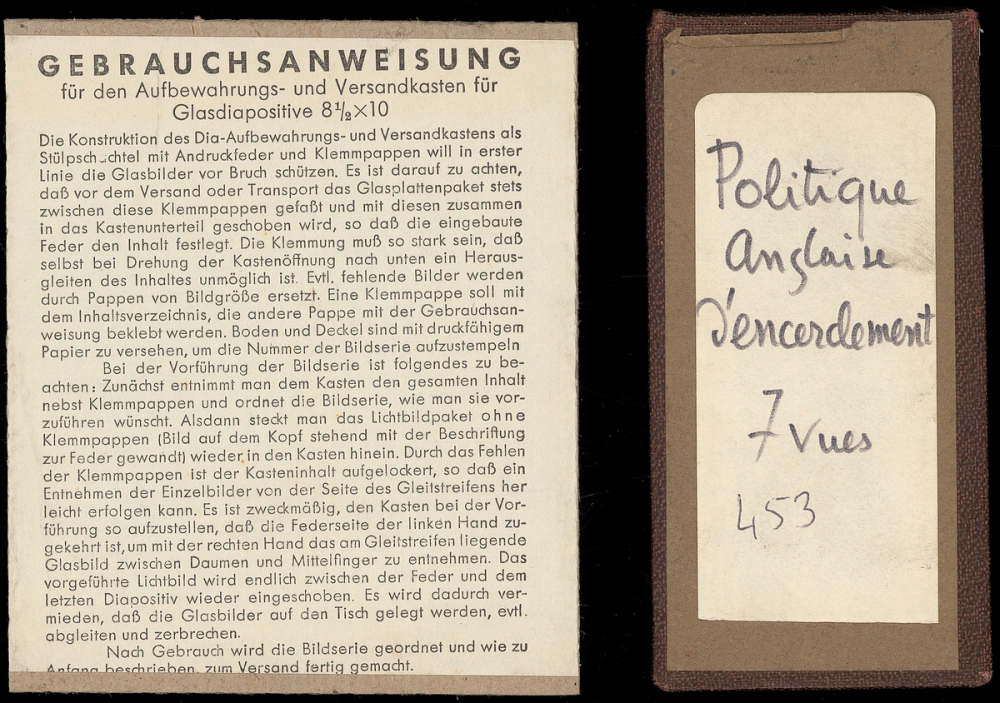 GEBRAUCHSANWEISUNG
für den Aufbewahrungs- und Versandkasten für
Glasdiapositive 8½×10
Die Konstruktion des Dia-Aufbewahrungs- und Versandkastens als
Stülpschachtel mit Andruckfeder und Klemmpappen will in erster
Linie die Glasbilder vor Bruch schützen. Es ist darauf zu achten,
daß vor dem Versand oder Transport das Glasplattenpaket stets
zwischen diese Klemmpappen gefaßt und mit diesen zusammen
in das Kastenunterteil geschoben wird, so daß die eingebaute
Feder den Inhalt festlegt. Die Klemmung muß so stark sein, daß
selbst bei Drehung der Kastenöffnung nach unten ein Heraus-
gleiten des Inhaltes unmöglich ist. Evtl. fehlende Bilder werden
durch Pappen von Bildgröße ersetzt. Eine Klemmpappe soll mit
dem Inhaltsverzeichnis, die andere Pappe mit der Gebrauchsan-
weisung beklebt werden. Boden und Deckel sind mit druckfähigem
Papier zu versehen, um die Nummer der Bildserie aufzustempeln
Bei der Vorführung der Bildserie ist folgendes zu be-
achten: Zunächst entnimmt man dem Kasten den gesamten Inhalt
nebst Klemmpappen und ordnet die Bildserie, wie man sie vor-
zuführen wünscht. Alsdann steckt man das Lichtbildpaket ohne
Klemmpappen (Bild auf dem Kopf stehend mit der Beschriftung
zur Feder gewandt) wieder in den Kasten hinein. Durch das Fehlen
der Klemmpappen ist der Kasteninhalt aufgelockert, so daß ein
Entnehmen der Einzelbilder von der Seite des Gleitstreifens her
leicht erfolgen kann. Es ist zweckmäßig, den Kasten bei der Vor-
führung so aufzustellen, daß die Federseite der linken Hand zu-
gekehrt ist, um mit der rechten Hand das am Gleitstreifen liegende
Glasbild zwischen Daumen und Mittelfinger zu entnehmen. Das
vorgeführte Lichtbild wird endlich zwischen der Feder und dem
letzten Diapositiv wieder eingeschoben. Es wird dadurch ver-
mieden, daß die Glasbilder auf den Tisch gelegt werden, evtl.
abgleiten und zerbrechen.
Nach Gebrauch wird die Bildserie geordnet und wie zu
Anfang beschrieben, zum Versand fertig gemacht.
Politique
Anglaise
d'encerclement
7 vues
453